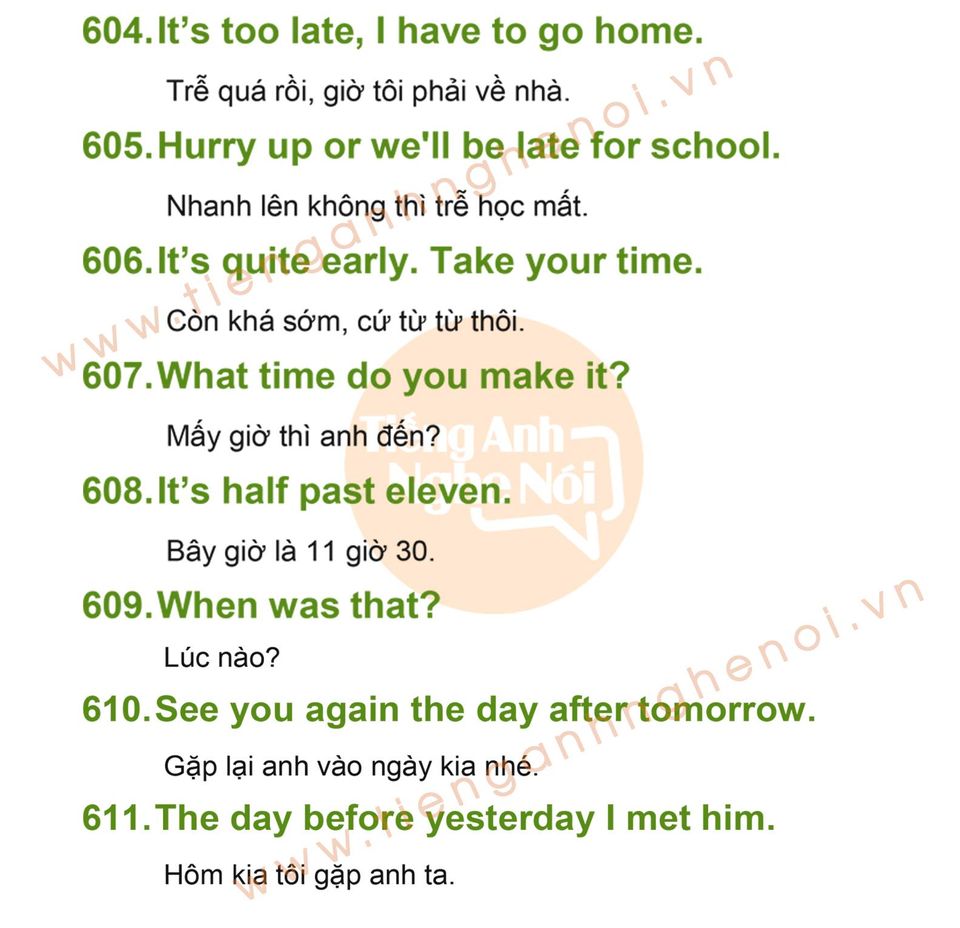 604.It’s too late, I have to go home.
Trễ quá rồi, giờ tôi phải về nhà.
605.Hurry up or we'll be late for school.
Nhanh lên không thì trễ học mất.
606.It’s quite early. Take your time.
Còn khá sớm, cứ từ từ thôi.
www.tienganhnghenoi.vn
607.What time do you make it?
Mấy giờ thì anh đến?
Tiếng Anh
Nghe Nói
608.It’s half past eleven.
Bây giờ là 11 giờ 30.
609.When was that?
Lúc nào?
610.See you again the day after tomorrow.
Gặp lại anh vào ngày kia nhé.
611.The day before yesterday I met him.
Hôm kia tôi gặp anh ta.
www.tienganhnghenoi.vn